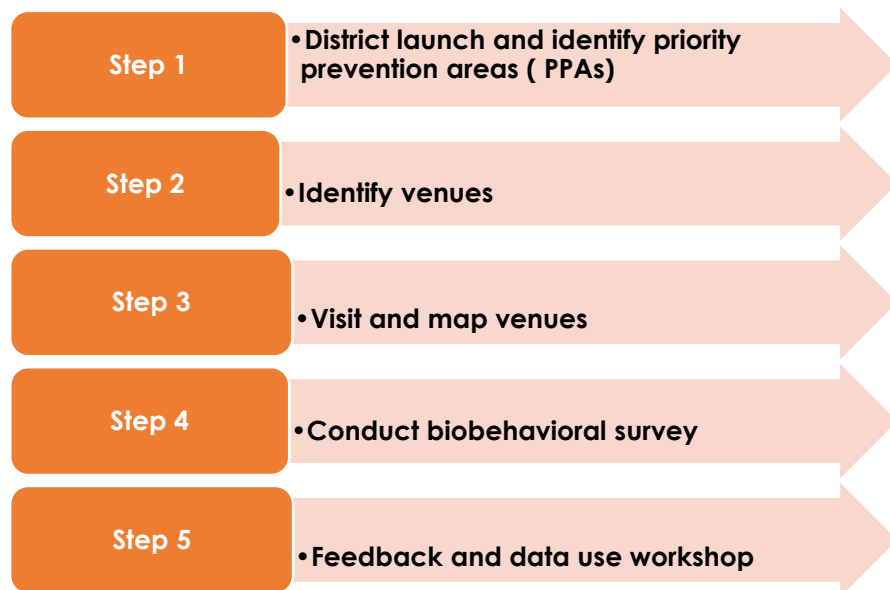 Step 1
•District launch and identify priority
prevention areas ( PPAs)
Step 2
•Identify venues
Step 3
•Visit and map venues
Step 4
•Conduct biobehavioral survey
Step 5
•Feedback and data use workshop